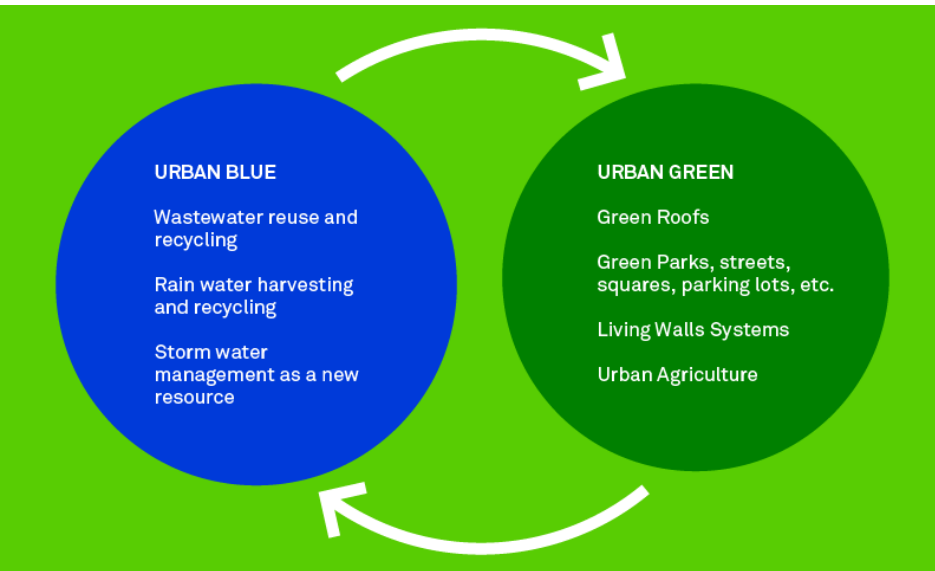 URBAN BLUE
Wastewater reuse and
recycling
Rain water harvesting
and recycling
Storm water
management as a new
resource
URBAN GREEN
Green Roofs
Green Parks, streets,
squares, parking lots, etc.
Living Walls Systems
Urban Agriculture